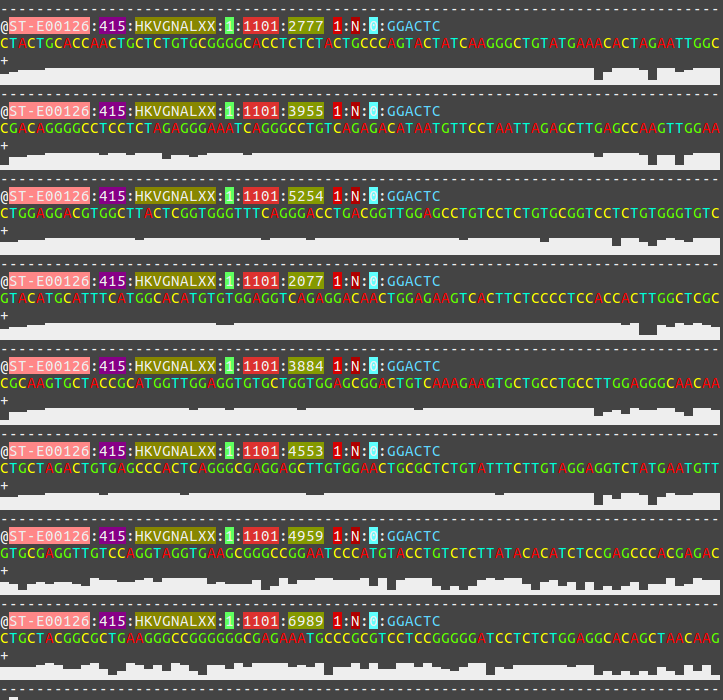 --------------------------------------------------------------------------------
@ST-E00126:415:HKVGNALXX:1:1101:2777 1:N:0:GGACTC
CTACTGCACCAACTGCTCTGTGCGGGGCACCTCTCTACTGCCCAGTACTATCAAGGGCTGTATGAAACACTAGAATTGGC
+
--------------------------------------------------------------------------------
@ST-E00126:415:HKVGNALXX:1:1101:3955 1:N:0:GGACTC
CGACAGGGGCCTCCTCTAGAGGGAAATCAGGGCCTGTCAGAGACATAATGTTCCTAATTAGAGCTTGAGCCAAGTTGGAA
+
--------------------------------------------------------------------------------
@ST-E00126:415:HKVGNALXX:1:1101:5254 1:N:0:GGACTC
CTGGAGGACGTGGCTTACTCGGTGGGTTTCAGGGACCTGACGGTTGGAGCCTGTCCTCTGTGCGGTCCTCTGTGGGTGTC
+
--------------------------------------------------------------------------------
@ST-E00126:415:HKVGNALXX:1:1101:2077 1:N:0:GGACTC
GTACATGCATTTCATGGCACATGTGTGGAGGTCAGAGGACAACTGGAGAAGTCACTTCTCCCCTCCACCACTTGGCTCGC
+
--------------------------------------------------------------------------------
@ST-E00126:415:HKVGNALXX:1:1101:3884 1:N:0:GGACTC
CGCAAGTGCTACCGCATGGTTGGAGGTGTGCTGGTGGAGCGGACTGTCAAAGAAGTGCTGCCTGCCTTGGAGGGCAACAA
+
--------------------------------------------------------------------------------
@ST-E00126:415:HKVGNALXX:1:1101:4553 1:N:0:GGACTC
CTGCTAGACTGTGAGCCCACTCAGGGCGAGGAGCTTGTGGAACTGCGCTCTGTATTTCTTGTAGGAGGTCTATGAATGTT
+
--------------------------------------------------------------------------------
@ST-E00126:415:HKVGNALXX:1:1101:4959 1:N:0:GGACTC
GTGCGAGGTTGTCCAGGTAGGTGAAGCGGGCCGGAATCCCATGTACCTGTCTCTTATACACATCTCCGAGCCCACGAGAC
+
--------------------------------------------------------------------------------
@ST-E00126:415:HKVGNALXX:1:1101:6989 1:N:0:GGACTC
CTGCTACGGCGCTGAAGGGCCGGGGGGCGAGAAATGCCCGCGTCCTCCGGGGGATCCTCTCTGGAGGCACAGCTAACAAG
+
--------------------------------------------------------------------------------